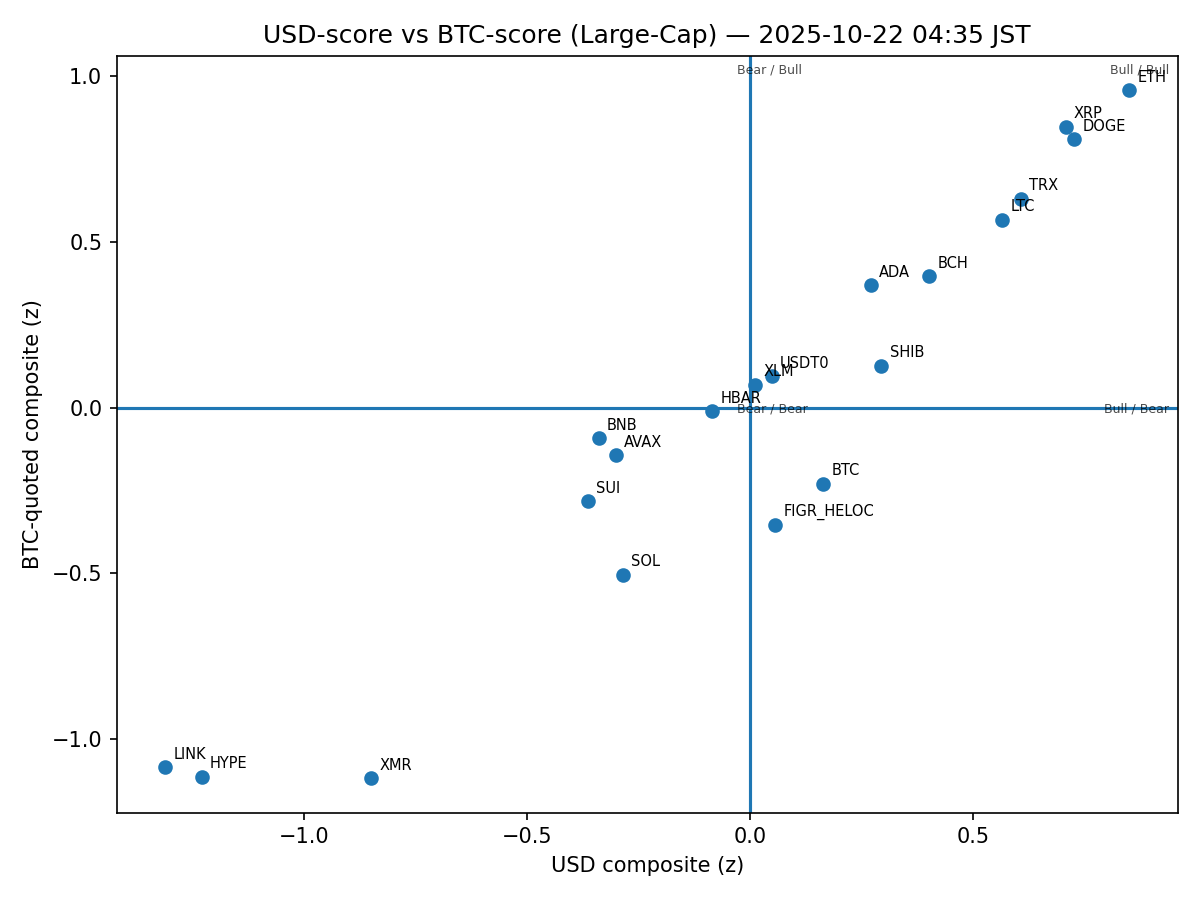 USD-score vs BTC-score (Large-Cap) — 2025-10-22 04:35 JST
Bear / Bull
Bull / Bull
ETH
XRP
DOGE
TRX
LTC
BCH
ADA
SHIB
USDT0
XLM
HBAR
Bear / Bear
Bull / Bear
BNB
AVAX
BTC
SUI
FIGR_HELOC
SOL
LINK
HYPE
XMR
1.0
0.5
0.0
−0.5
−1.0
BTC-quoted composite (z)
−1.0
−0.5
0.0
0.5
USD composite (z)